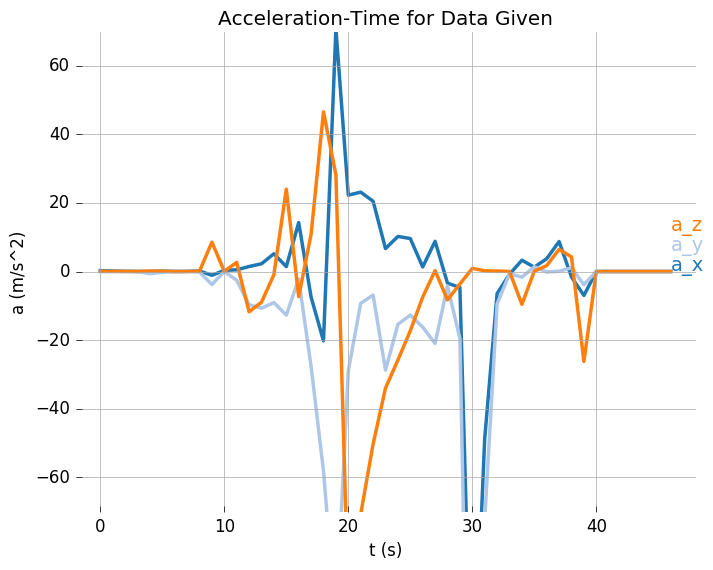 Acceleration-Time for Data Given
60
40
20
0
−20
−40
−60
a (m/s^2)
a_z
a_y
a_x
0 10 20 30 40
t (s)